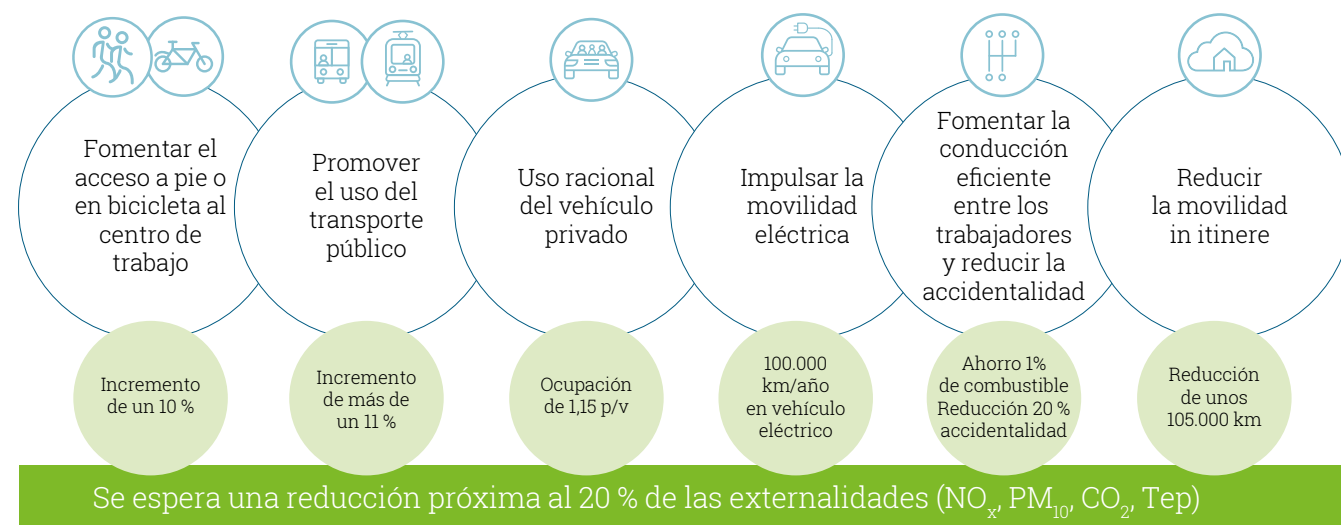 Fomentar el
acceso a pie o
en bicicleta al
centro de
trabajo
Incremento
de un 10 %
Promover
el uso del
transporte
público
Incremento
de más de
un 11 %
Uso racional
del vehículo
privado
Ocupación
de 1,15 p/v
Impulsar la
movilidad
eléctrica
100.000
km/año
en vehículo
eléctrico
Fomentar la
conducción
eficiente
entre los
trabajadores
y reducir la
accidentalidad
Ahorro 1%
de combustible
Reducción 20 %
accidentalidad
Reducir
la movilidad
in itinere
Reducción
de unos
105.000 km
Se espera una reducción próxima al 20 % de las externalidades (NOₓ, PM₁₀, CO₂, Tep)